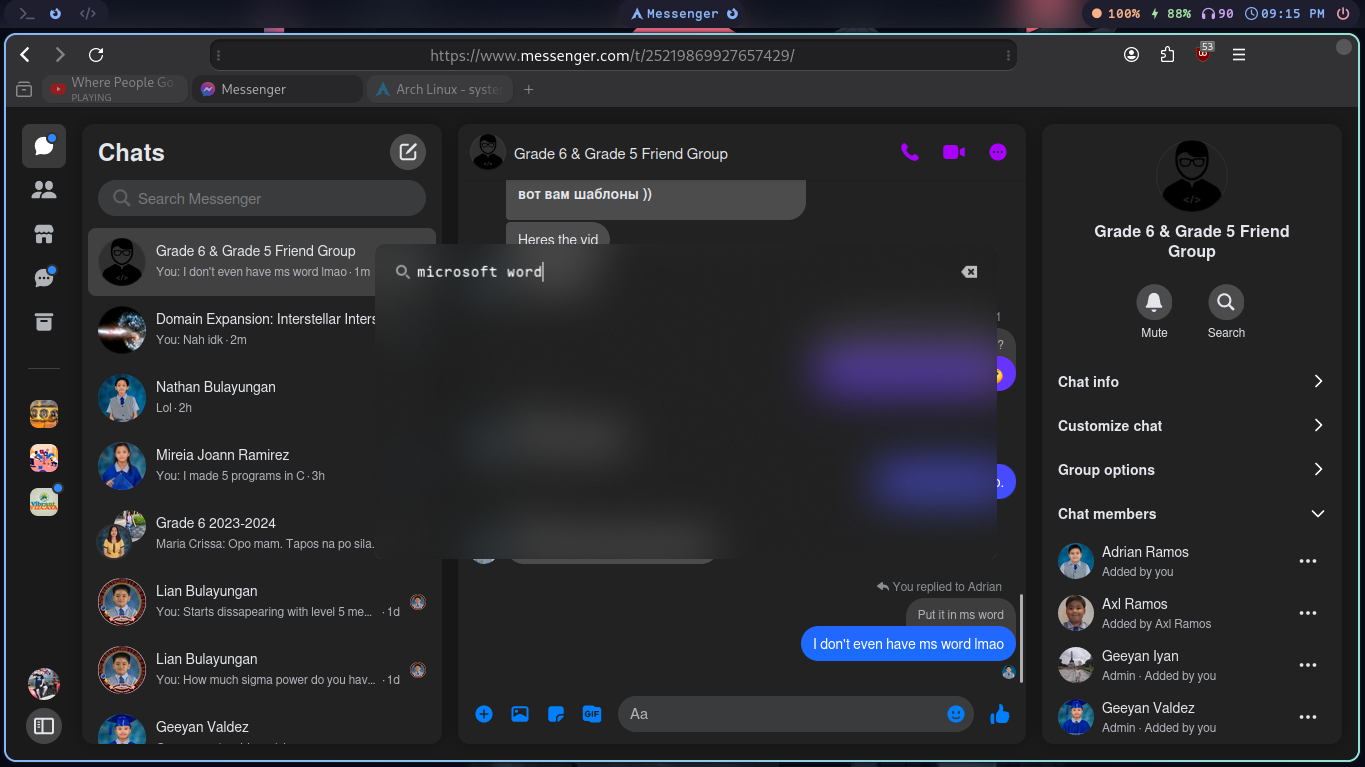 Messenger
100%
88%
90
09:15 PM
https://www.messenger.com/t/25219869927657429/
53
Where People Go
PLAYING
Messenger
Arch Linux - syste
Chats
Search Messenger
Grade 6 & Grade 5 Friend Group
You: I don't even have ms word lmao · 1m
Domain Expansion: Interstellar Inters
You: Nah idk · 2m
Nathan Bulayungan
Lol · 2h
Mireia Joann Ramirez
You: I made 5 programs in C · 3h
Grade 6 2023-2024
Maria Crissa: Opo mam. Tapos na po sila.
Lian Bulayungan
You: Starts dissapearing with level 5 me... · 1d
Lian Bulayungan
You: How much sigma power do you hav... · 1d
Geeyan Valdez
Grade 6 & Grade 5 Friend Group
вот вам шаблоны ))
Heres the vid
microsoft word
1
?
You replied to Adrian
Put it in ms word
I don't even have ms word lmao
GIF
Aa
Grade 6 & Grade 5 Friend
Group
Mute
Search
Chat info
Customize chat
Group options
Chat members
Adrian Ramos
Added by you
Axl Ramos
Added by Axl Ramos
Geeyan Iyan
Admin · Added by you
Geeyan Valdez
Admin · Added by you